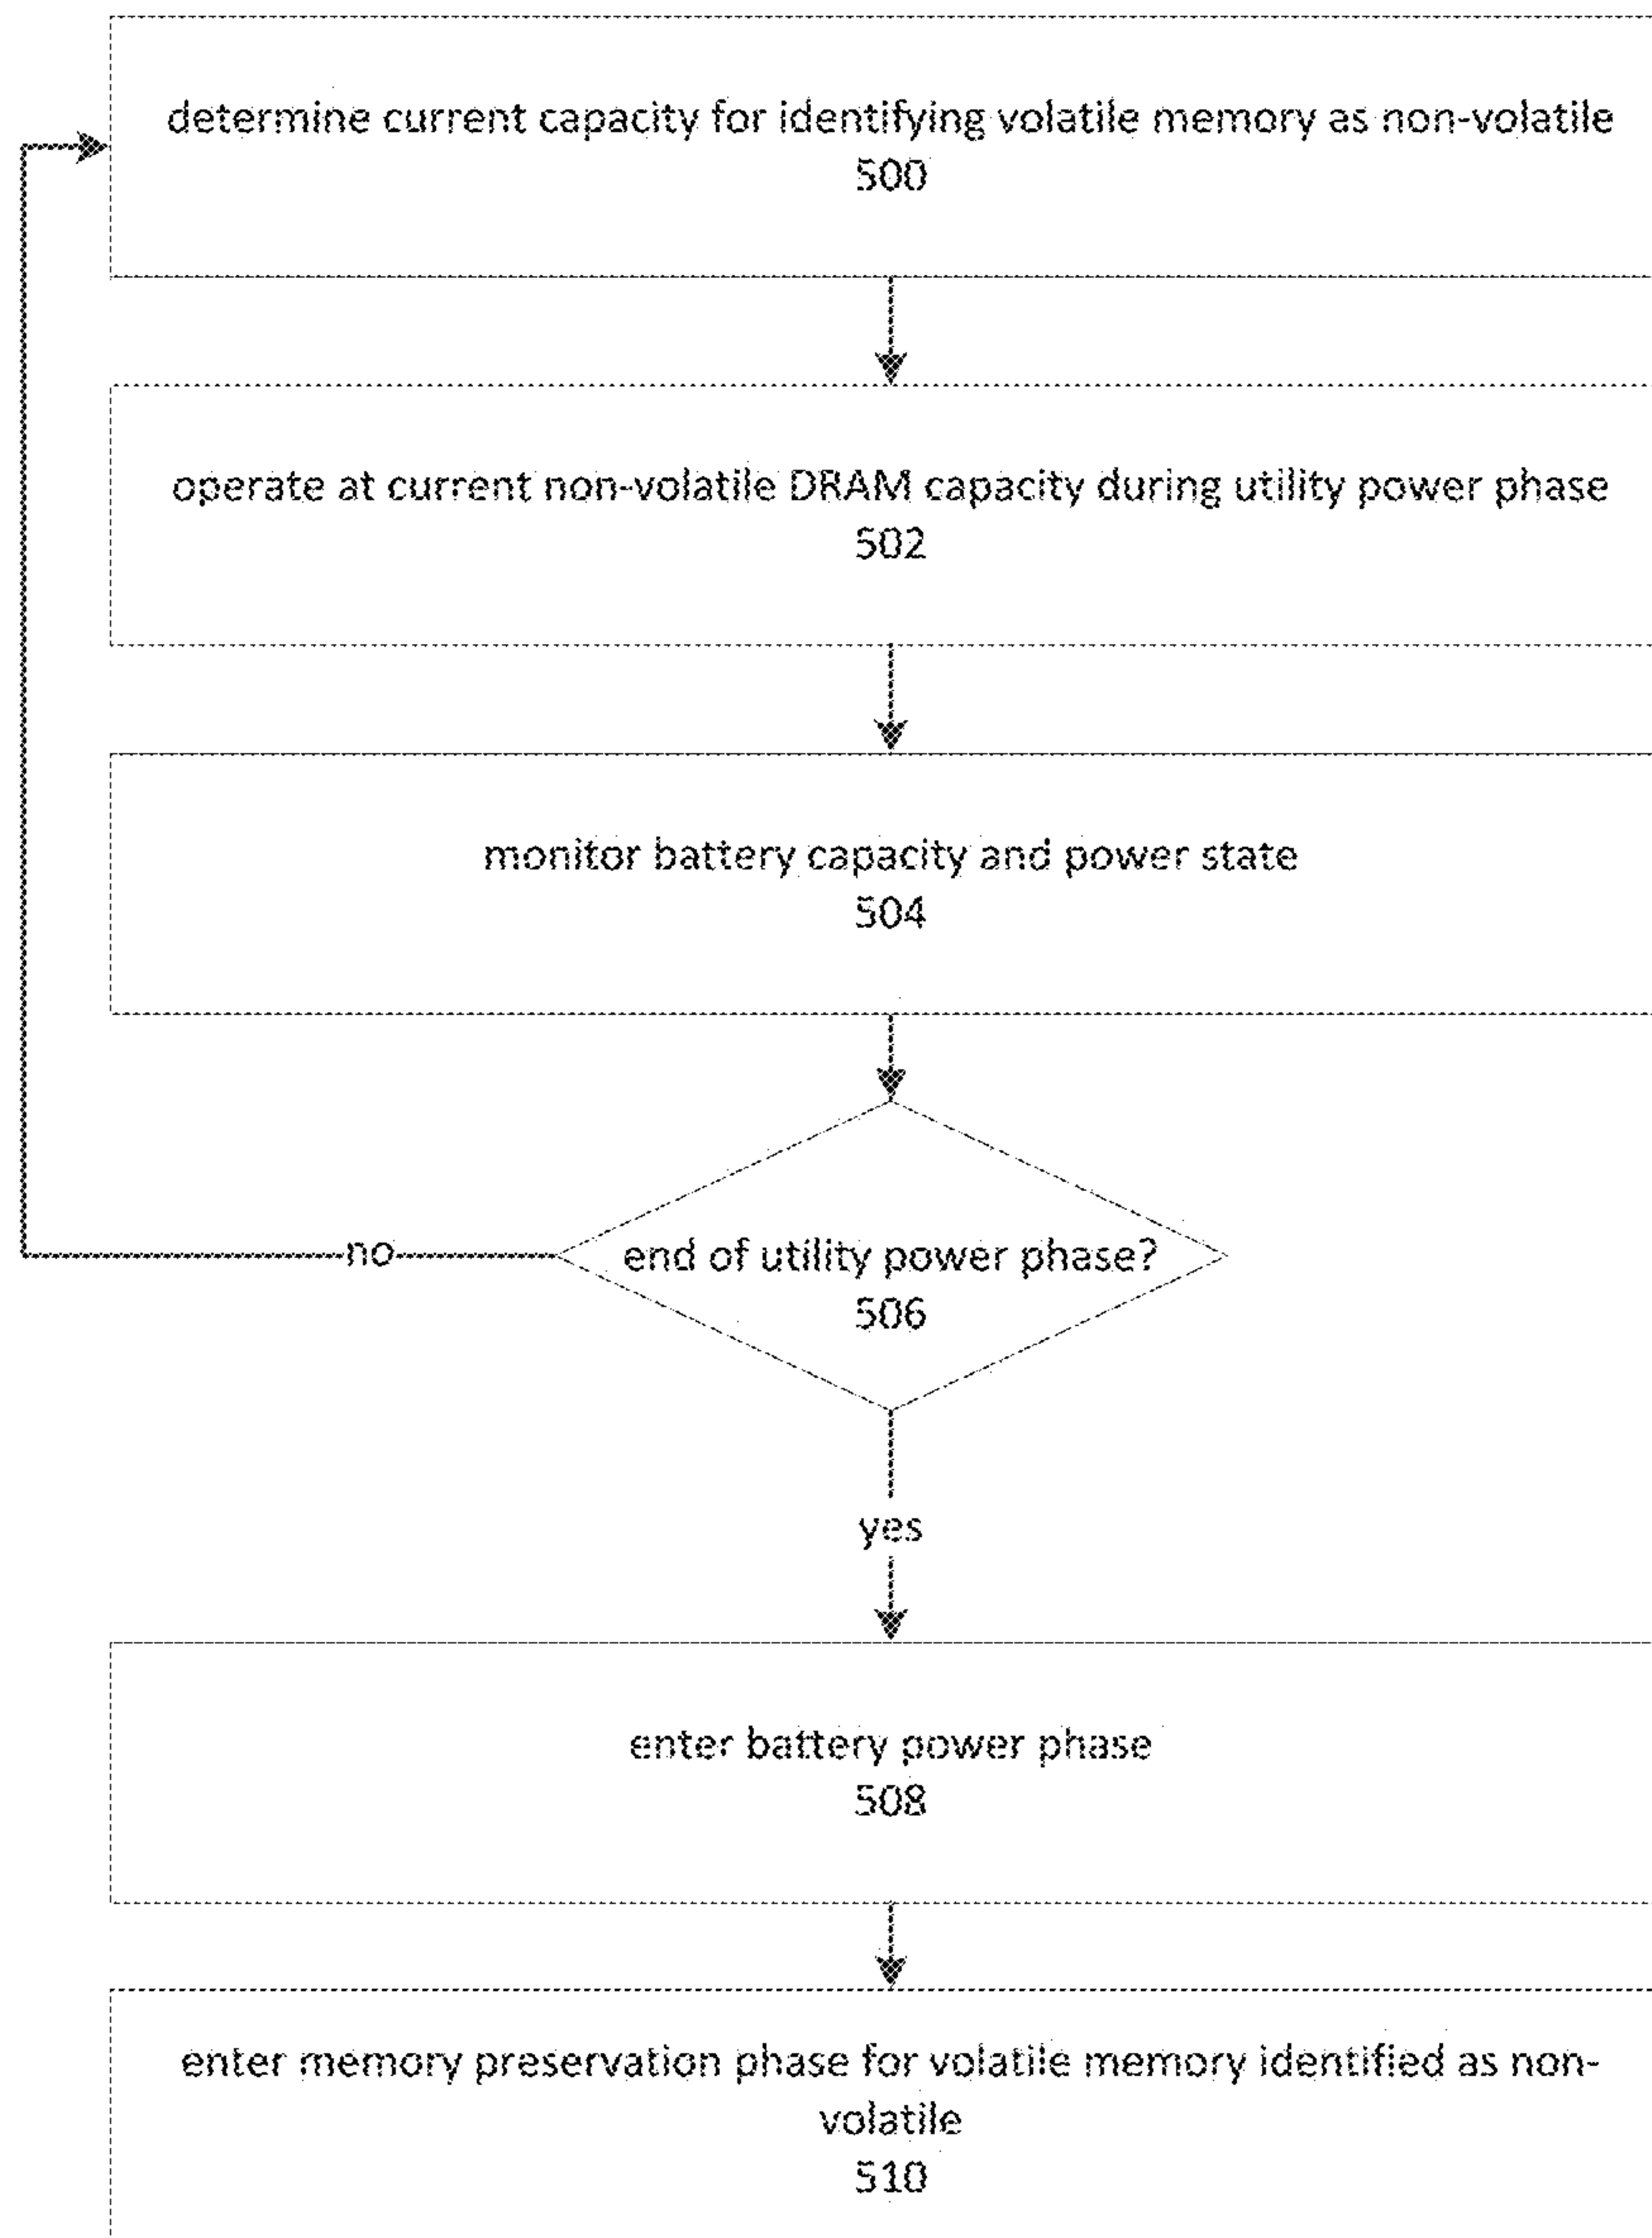 determine current capacity for identifying volatile memory as non-volatile
500
operate at current non-volatile DRAM capacity during utility power phase
502
monitor battery capacity and power state
504
no
end of utility power phase?
506
yes
enter battery power phase
508
enter memory preservation phase for volatile memory identified as non-
volatile
510